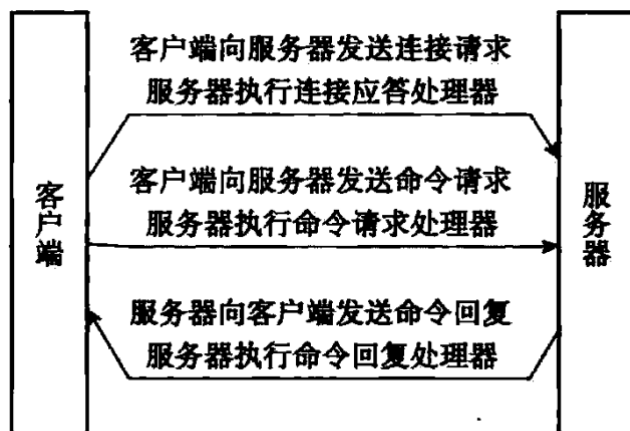 客户端向服务器发送连接请求
服务器执行连接应答处理器
客户端
客户端向服务器发送命令请求
服务器执行命令请求处理器
服务器
服务器向客户端发送命令回复
服务器执行命令回复处理器